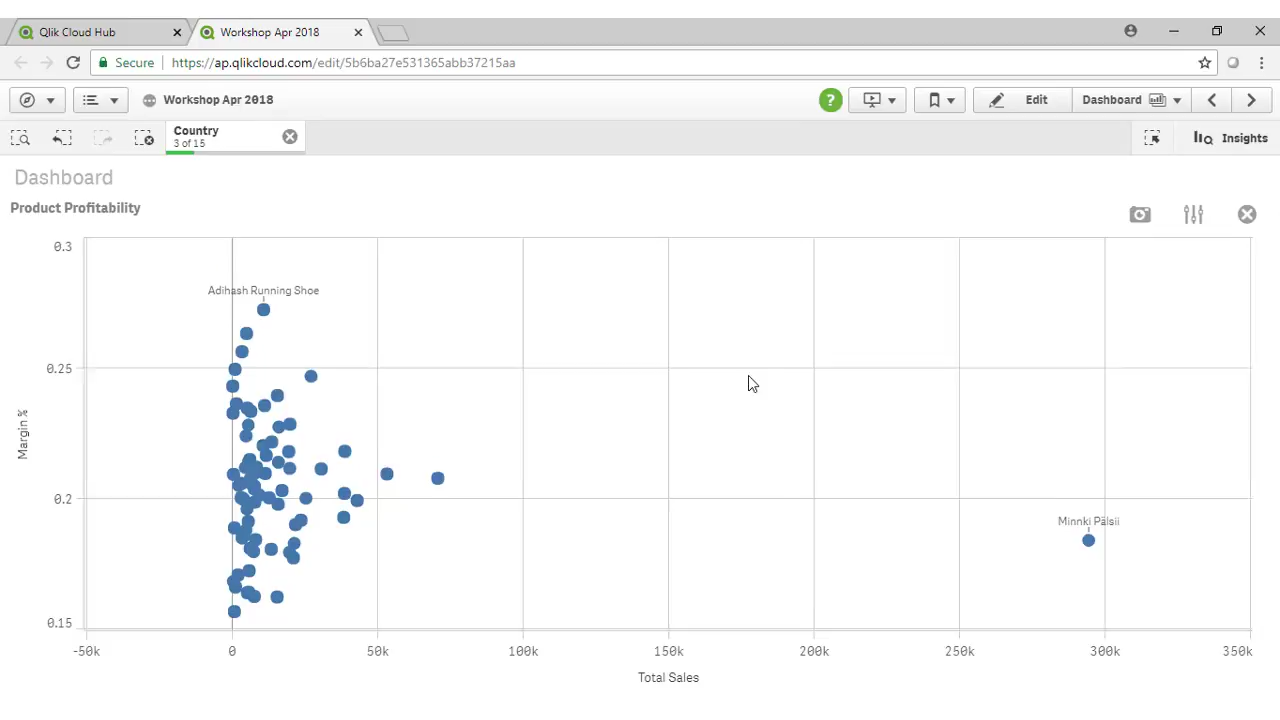 Qlik Cloud Hub
Workshop Apr 2018
Secure
https://ap.qlikcloud.com/edit/5b6ba27e531365abb37215aa
Workshop Apr 2018
?
Edit
Dashboard
Country
3 of 15
Insights
Dashboard
Product Profitability
0.3
0.25
0.2
0.15
Margin %
Adihash Running Shoe
Minnki Pälsii
-50k 0 50k 100k 150k 200k 250k 300k 350k
Total Sales